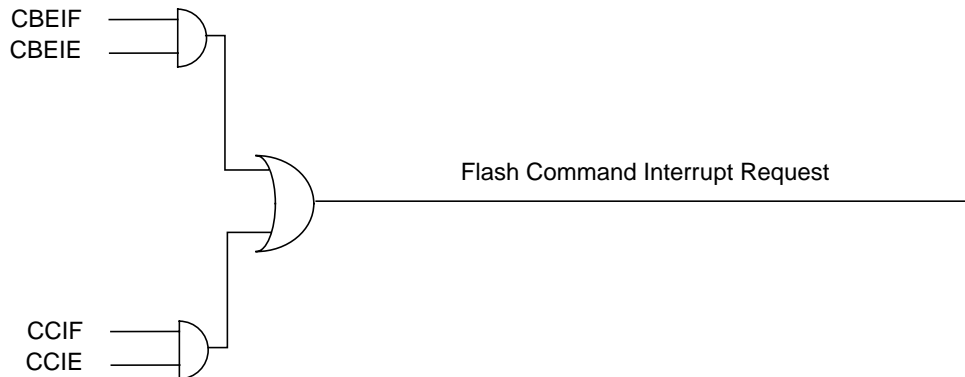 CBEIF
CBEIE
Flash Command Interrupt Request
CCIF
CCIE